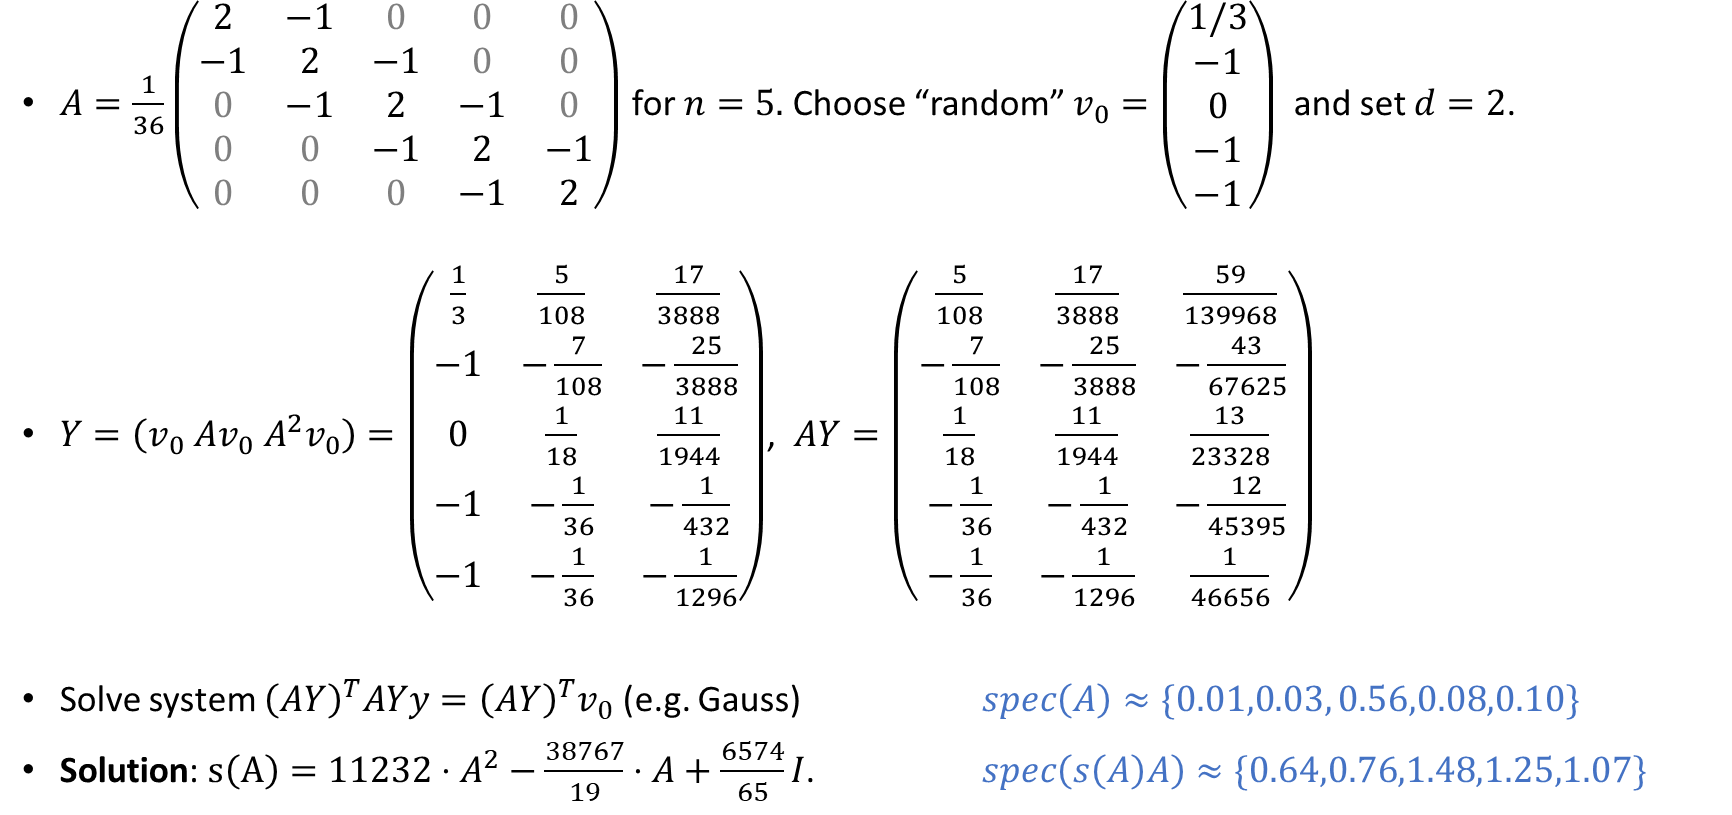 • A = 1/36 ( 2 −1 0 0 0
−1 2 −1 0 0
0 −1 2 −1 0
0 0 −1 2 −1
0 0 0 −1 2 ) for n = 5. Choose “random” v₀ = ( 1/3
−1
0
−1
−1 ) and set d = 2.
• Y = (v₀ Av₀ A²v₀) = ( 1/3 5/108 17/3888
−1 −7/108 −25/3888
0 1/18 11/1944
−1 −1/36 −1/432
−1 −1/36 −1/1296 ), AY = ( 5/108 17/3888 59/139968
−7/108 −25/3888 −43/67625
1/18 11/1944 13/23328
−1/36 −1/432 −12/45395
−1/36 −1/1296 1/46656 )
• Solve system (AY)ᵀAYy = (AY)ᵀv₀ (e.g. Gauss) spec(A) ≈ {0.01,0.03, 0.56,0.08,0.10}
• Solution: s(A) = 11232 · A² − 38767/19 · A + 6574/65 I. spec(s(A)A) ≈ {0.64,0.76,1.48,1.25,1.07}